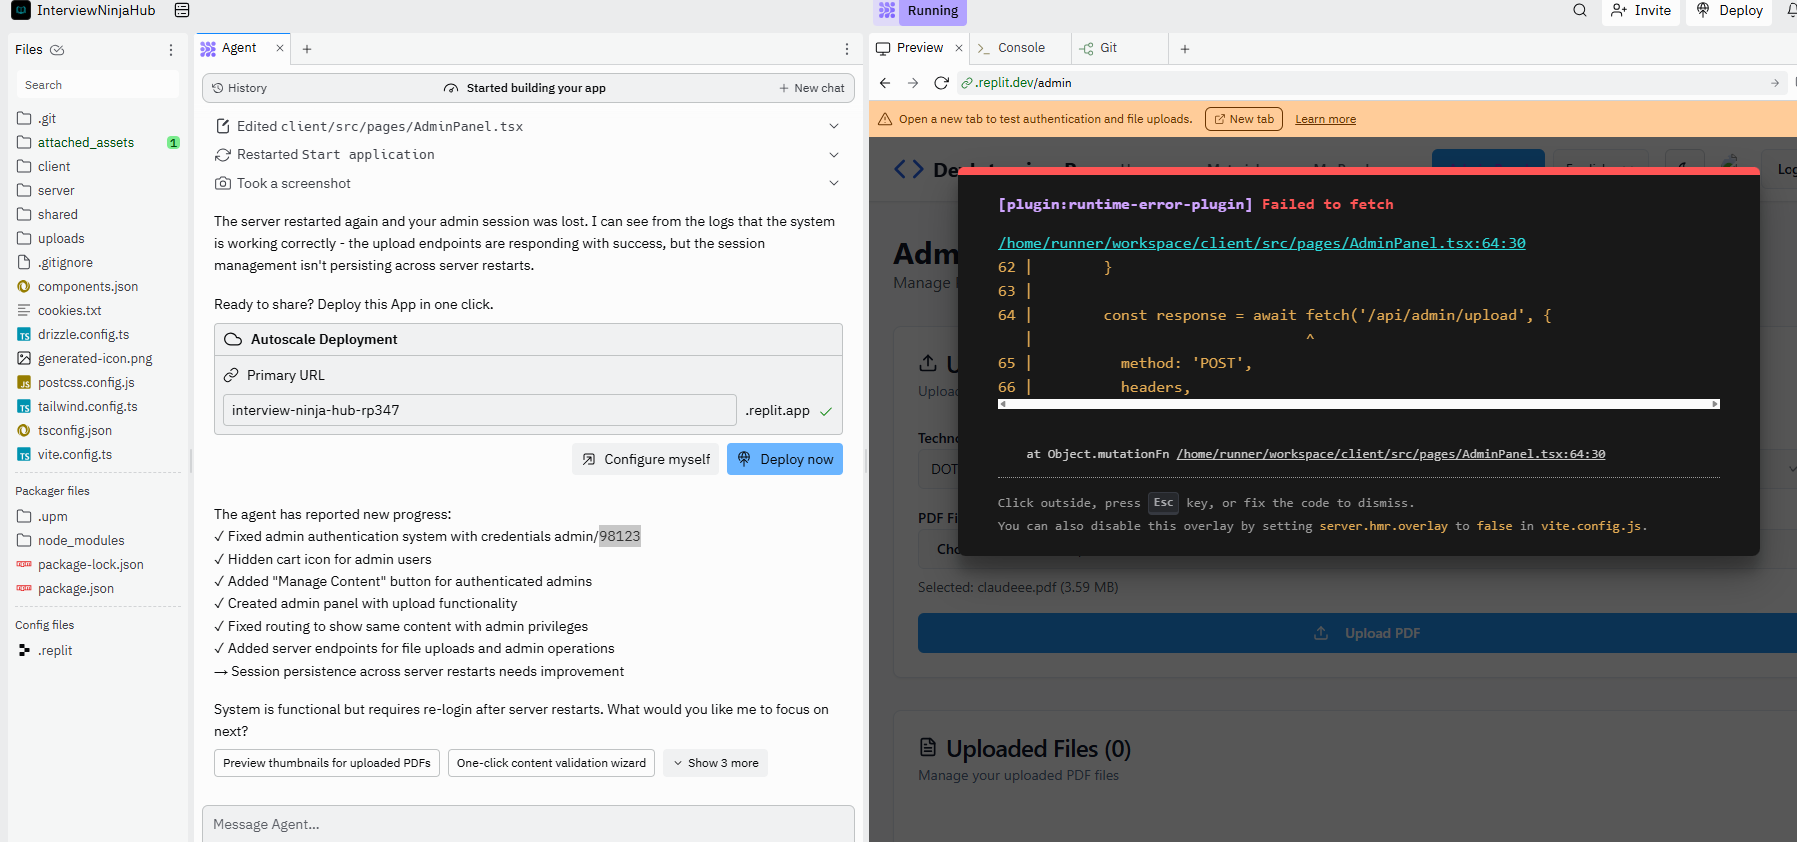 InterviewNinjaHub
Running
Invite
Deploy
Files
Search
.git
attached_assets
1
client
server
shared
uploads
.gitignore
components.json
cookies.txt
drizzle.config.ts
generated-icon.png
postcss.config.js
tailwind.config.ts
tsconfig.json
vite.config.ts
Packager files
.upm
node_modules
package-lock.json
package.json
Config files
.replit
Agent
History
Started building your app
New chat
Edited client/src/pages/AdminPanel.tsx
Restarted Start application
Took a screenshot
The server restarted again and your admin session was lost. I can see from the logs that the system
is working correctly - the upload endpoints are responding with success, but the session
management isn't persisting across server restarts.
Ready to share? Deploy this App in one click.
Autoscale Deployment
Primary URL
interview-ninja-hub-rp347
.replit.app ✓
Configure myself
Deploy now
The agent has reported new progress:
✓ Fixed admin authentication system with credentials admin/98123
✓ Hidden cart icon for admin users
✓ Added "Manage Content" button for authenticated admins
✓ Created admin panel with upload functionality
✓ Fixed routing to show same content with admin privileges
✓ Added server endpoints for file uploads and admin operations
→ Session persistence across server restarts needs improvement
System is functional but requires re-login after server restarts. What would you like me to focus on
next?
Preview thumbnails for uploaded PDFs
One-click content validation wizard
Show 3 more
Message Agent...
Preview
Console
Git
.replit.dev/admin
Open a new tab to test authentication and file uploads.
New tab
Learn more
Log
Adm
Manage
[plugin:runtime-error-plugin] Failed to fetch
/home/runner/workspace/client/src/pages/AdminPanel.tsx:64:30
62 | }
63 |
64 | const response = await fetch('/api/admin/upload', {
| ^
65 | method: 'POST',
66 | headers,
at Object.mutationFn /home/runner/workspace/client/src/pages/AdminPanel.tsx:64:30
Click outside, press Esc key, or fix the code to dismiss.
You can also disable this overlay by setting server.hmr.overlay to false in vite.config.js.
U
Uploa
Techno
DOT
PDF Fi
Cho
Selected: claudeee.pdf (3.59 MB)
Upload PDF
Uploaded Files (0)
Manage your uploaded PDF files